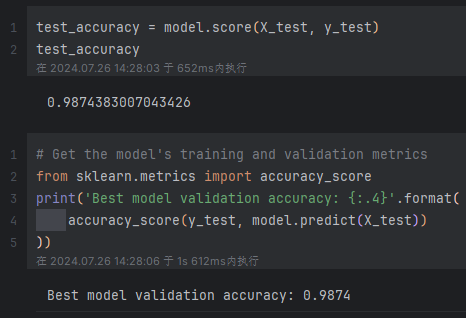 1 test_accuracy = model.score(X_test, y_test)
2 test_accuracy
在 2024.07.26 14:28:03 于 652ms内执行
0.9874383007043426
1 # Get the model's training and validation metrics
2 from sklearn.metrics import accuracy_score
3 print('Best model validation accuracy: {:.4}'.format(
4     accuracy_score(y_test, model.predict(X_test))
5 ))
在 2024.07.26 14:28:06 于 1s 612ms内执行
Best model validation accuracy: 0.9874